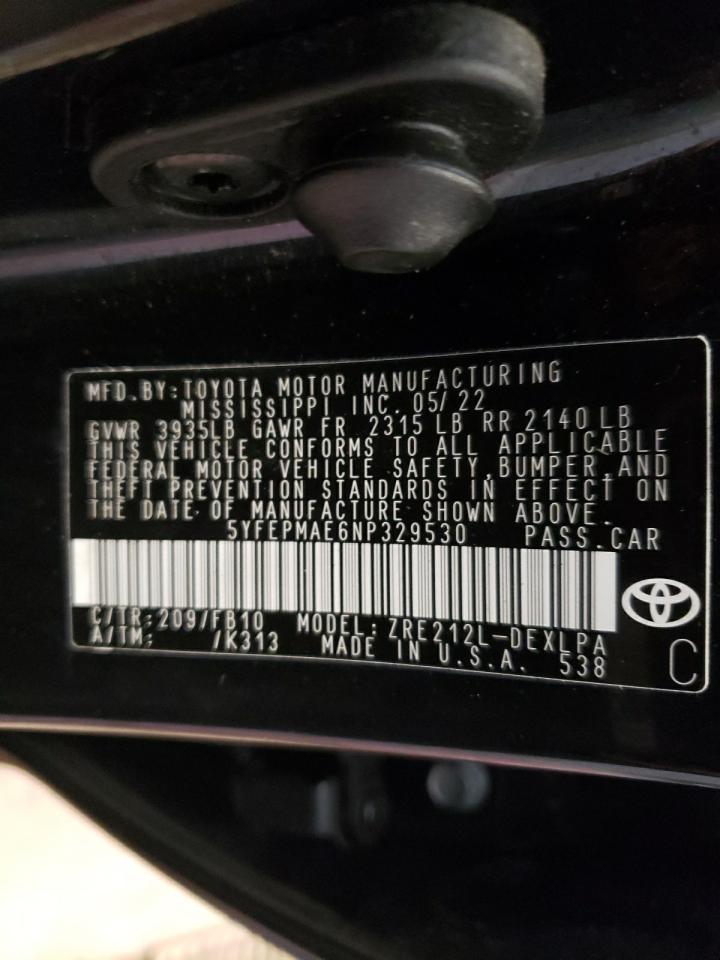 MFD. BY: TOYOTA MOTOR MANUFACTURING
MISSISSIPPI INC. 05/22
GVWR 3935LB GAWR FR 2315 LB RR 2140 LB
THIS VEHICLE CONFORMS TO ALL APPLICABLE
FEDERAL MOTOR VEHICLE SAFETY, BUMPER, AND
THEFT PREVENTION STANDARDS IN EFFECT ON
THE DATE OF MANUFACTURE SHOWN ABOVE.
5YFEPMAE6NP329530 PASS. CAR
C/TR: 209/FB10 MODEL: ZRE212L-DEXLPA
A/TM: /K313 MADE IN U.S.A. 538
C